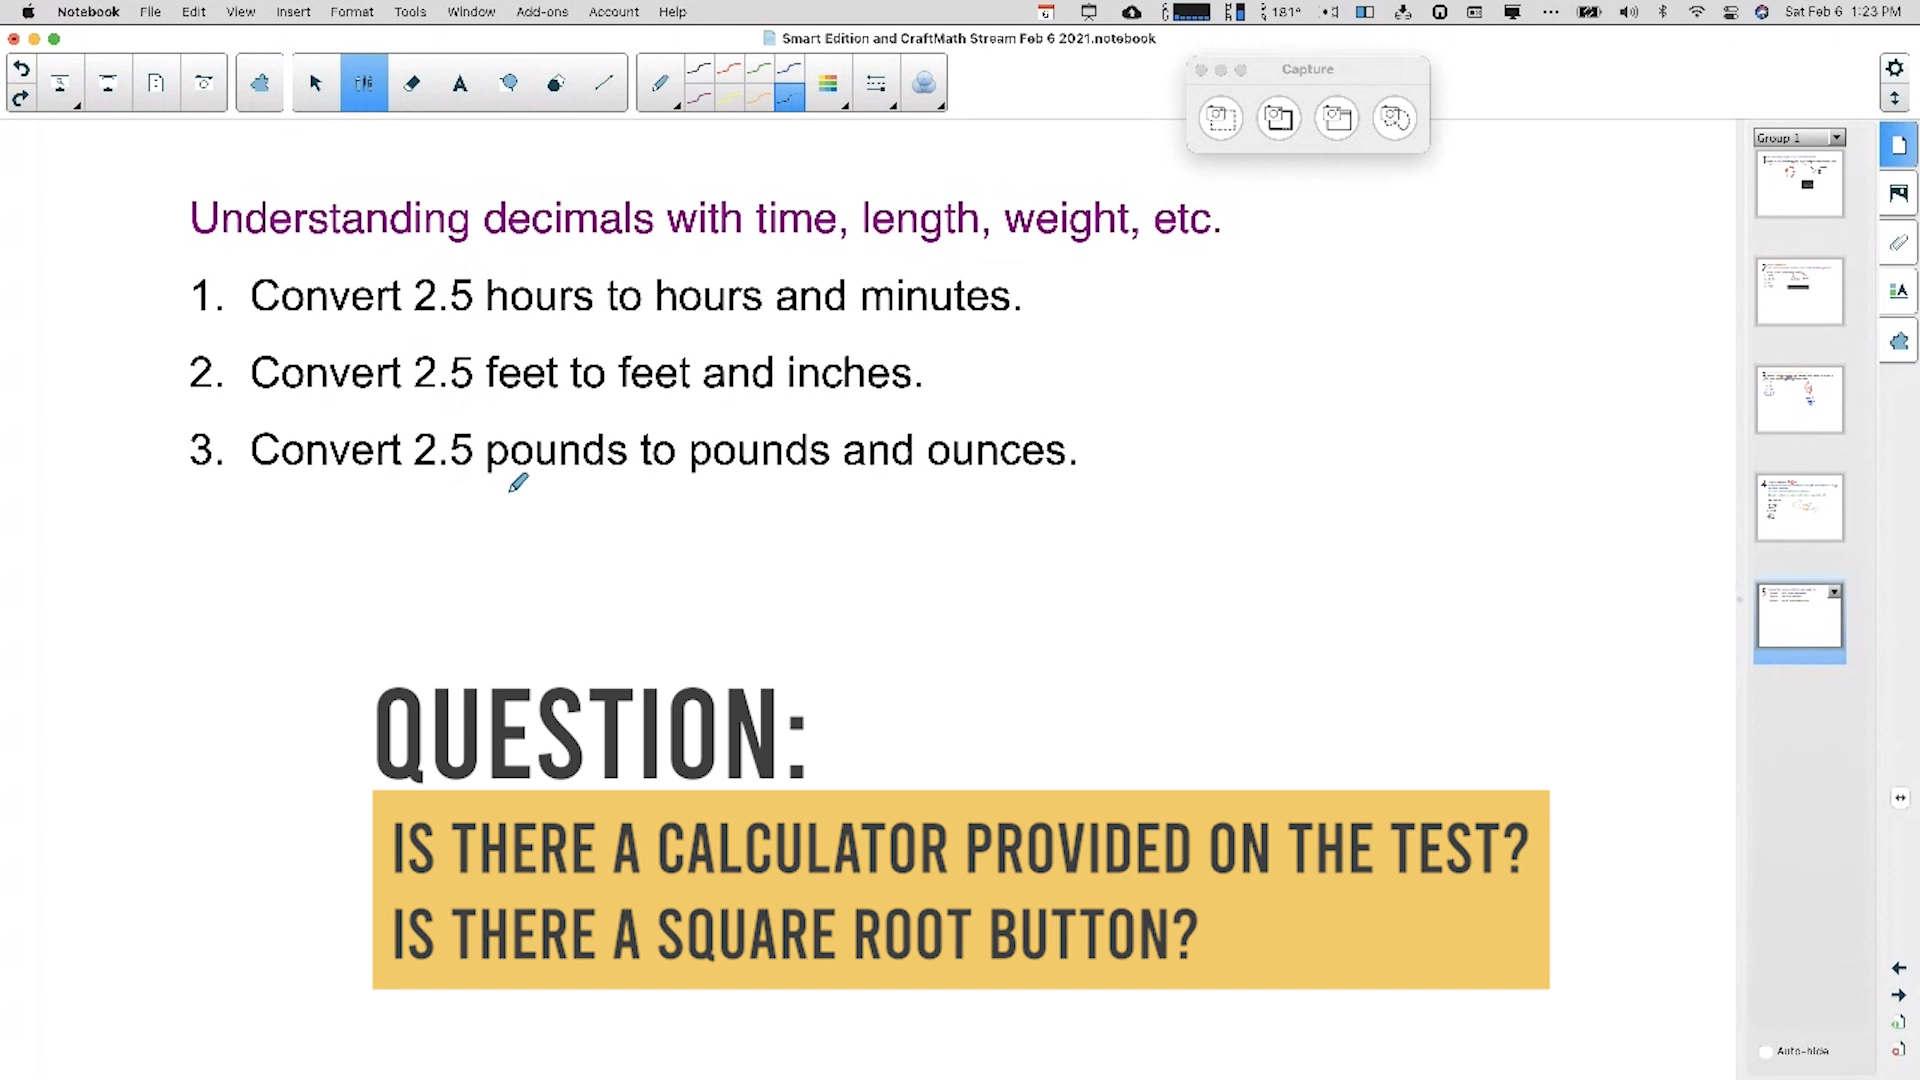 Notebook File Edit View Insert Format Tools Window Add-ons Account Help
181° Sat Feb 6 1:23 PM
Smart Edition and CraftMath Stream Feb 6 2021.notebook
Capture
Group 1
Understanding decimals with time, length, weight, etc.
1. Convert 2.5 hours to hours and minutes.
2. Convert 2.5 feet to feet and inches.
3. Convert 2.5 pounds to pounds and ounces.
QUESTION:
IS THERE A CALCULATOR PROVIDED ON THE TEST?
IS THERE A SQUARE ROOT BUTTON?
Auto-hide